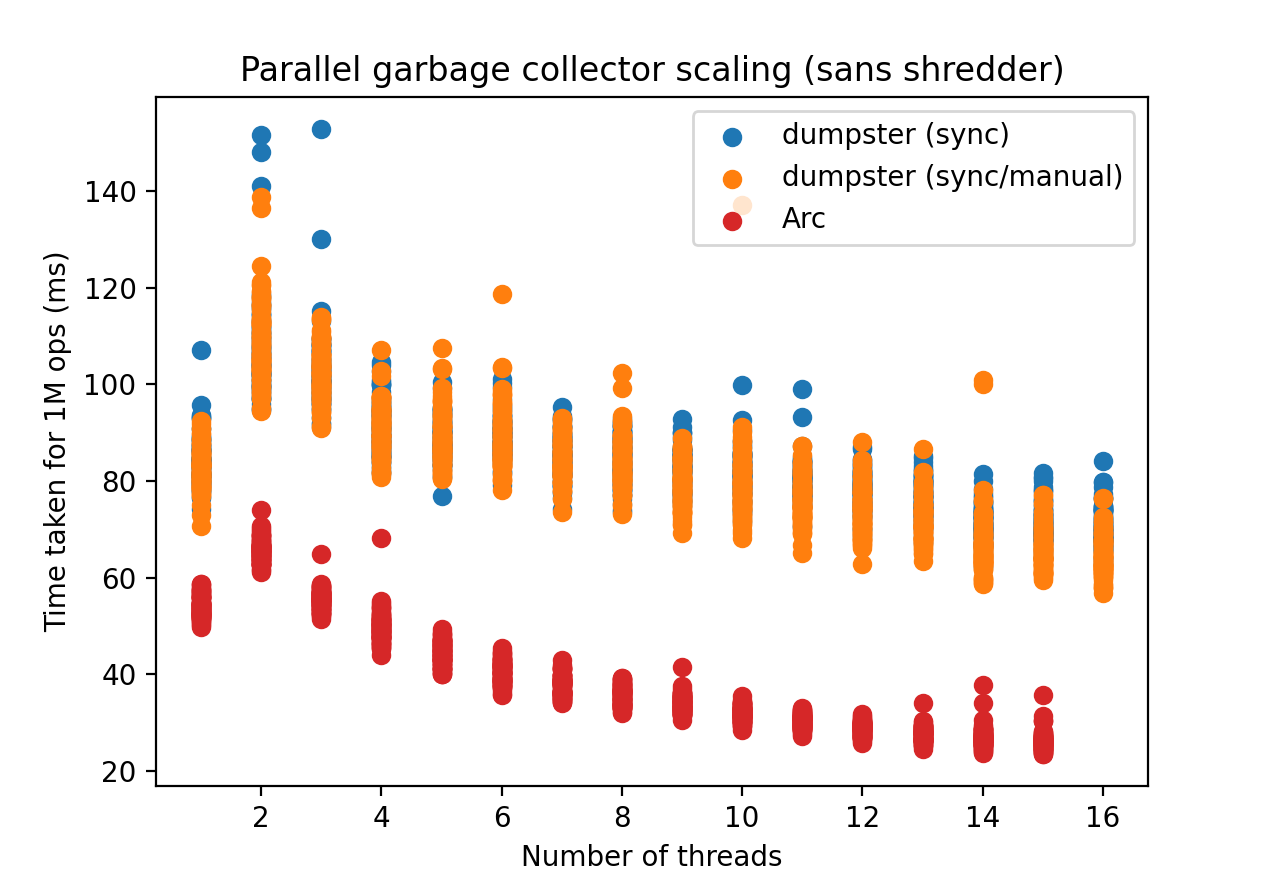 Parallel garbage collector scaling (sans shredder)
dumpster (sync)
dumpster (sync/manual)
Arc
Time taken for 1M ops (ms)
140
120
100
80
60
40
20
2 4 6 8 10 12 14 16
Number of threads